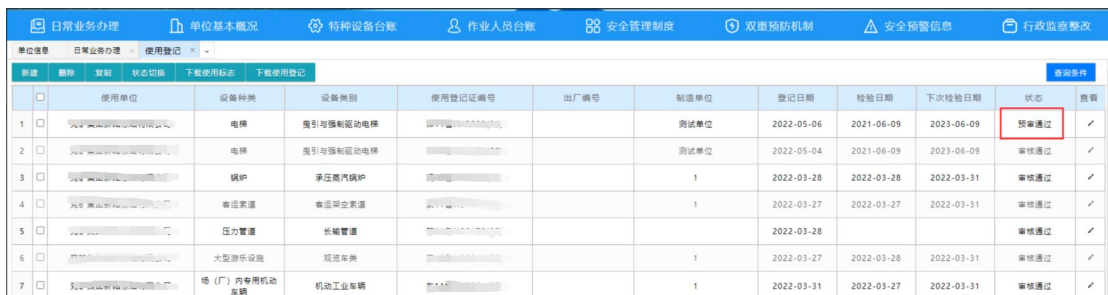 日常业务办理 单位基本概况 特种设备台账 作业人员台账 安全管理制度 双重预防机制 安全预警信息 行政监察整改
单位信息 日常业务办理 × 使用登记 ×
新建 删除 复制 状态切换 下载使用标志 下载使用登记 查询条件
使用单位 设备种类 设备类别 使用登记证编号 出厂编号 制造单位 登记日期 检验日期 下次检验日期 状态 查看
1 电梯 曳引与强制驱动电梯 测试单位 2022-05-06 2021-06-09 2023-06-09 预审通过
2 电梯 曳引与强制驱动电梯 测试单位 2022-05-04 2021-06-09 2023-06-09 审核通过
3 锅炉 承压蒸汽锅炉 1 2022-03-28 2022-03-28 2022-03-31 审核通过
4 客运索道 客运架空索道 1 2022-03-27 2022-03-27 2022-03-31 审核通过
5 压力管道 长输管道 2022-03-28 审核通过
6 大型游乐设施 观览车类 1 2022-03-27 2022-03-28 2022-03-31 审核通过
7 场（厂）内专用机动车辆 机动工业车辆 1 2022-03-31 2022-03-27 2022-03-31 审核通过